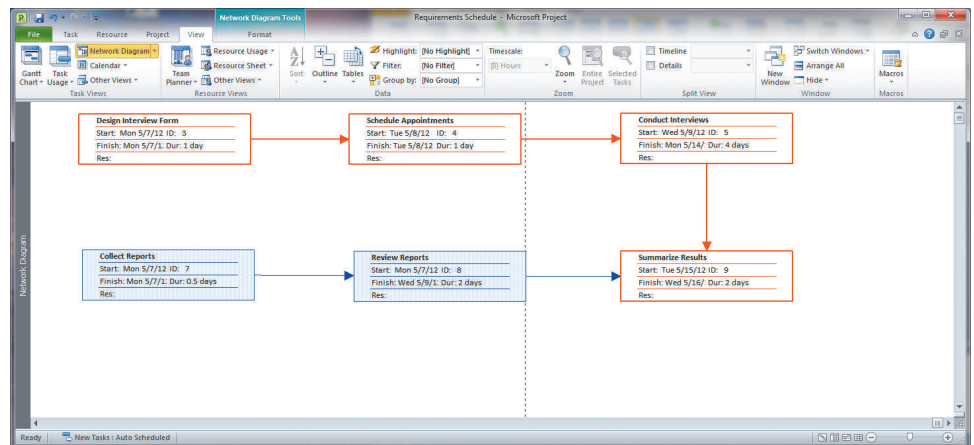 Network Diagram Tools
Requirements Schedule - Microsoft Project
File Task Resource Project View Format
Network Diagram
Calendar
Other Views
Gantt Chart
Task Usage
Task Views
Team Planner
Resource Usage
Resource Sheet
Other Views
Resource Views
Sort
Outline
Tables
Highlight: [No Highlight]
Filter: [No Filter]
Group by: [No Group]
Data
Timescale:
Hours
Zoom
Entire Project
Selected Tasks
Zoom
Timeline
Details
Split View
New Window
Switch Windows
Arrange All
Hide
Window
Macros
Macros
Network Diagram
Design Interview Form
Start: Mon 5/7/12 ID: 3
Finish: Mon 5/7/1 Dur: 1 day
Res:
Schedule Appointments
Start: Tue 5/8/12 ID: 4
Finish: Tue 5/8/12 Dur: 1 day
Res:
Conduct Interviews
Start: Wed 5/9/12 ID: 5
Finish: Mon 5/14/ Dur: 4 days
Res:
Collect Reports
Start: Mon 5/7/12 ID: 7
Finish: Mon 5/7/1 Dur: 0.5 days
Res:
Review Reports
Start: Mon 5/7/12 ID: 8
Finish: Wed 5/9/1 Dur: 2 days
Res:
Summarize Results
Start: Tue 5/15/12 ID: 9
Finish: Wed 5/16/ Dur: 2 days
Res:
Ready
New Tasks : Auto Scheduled